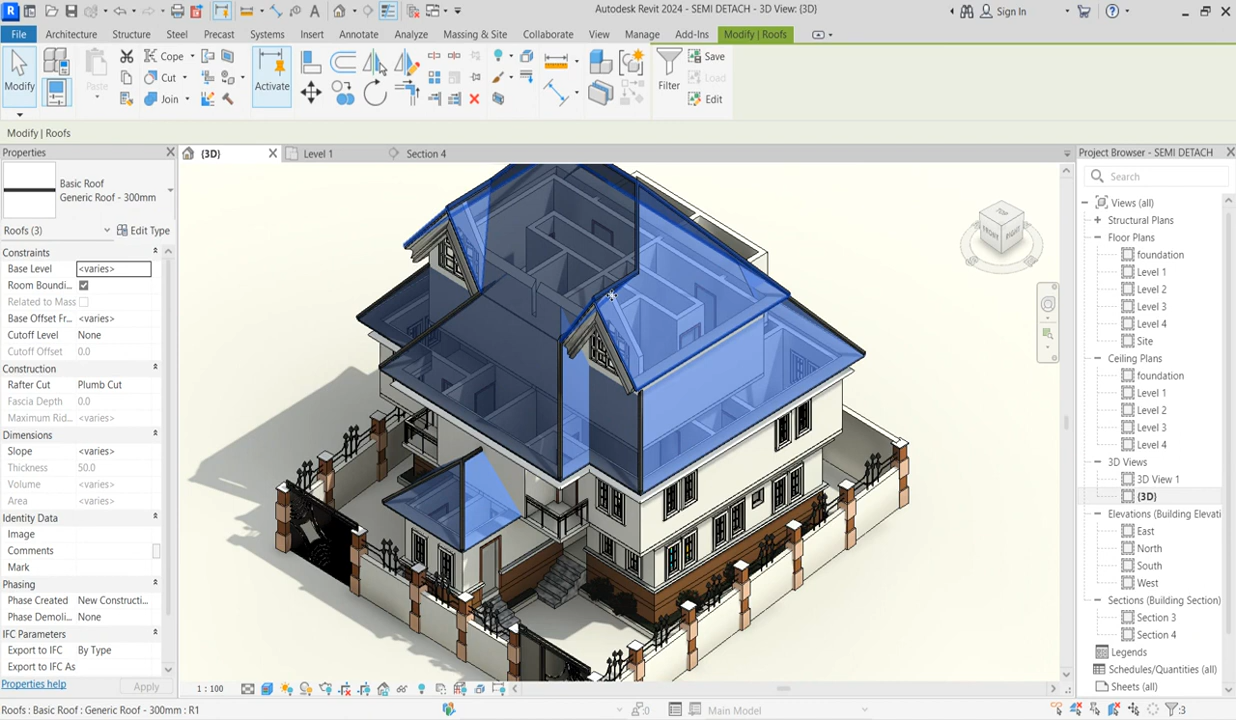 Autodesk Revit 2024 - SEMI DETACH - 3D View: {3D}
Sign In
File Architecture Structure Steel Precast Systems Insert Annotate Analyze Massing & Site Collaborate View Manage Add-Ins Modify | Roofs
Modify
Paste
Cope
Cut
Join
Activate
Filter
Save
Load
Edit
Modify | Roofs
Properties
Basic Roof
Generic Roof - 300mm
Roofs (3)
Edit Type
Constraints
Base Level <varies>
Room Boundi...
Related to Mass
Base Offset Fr... <varies>
Cutoff Level None
Cutoff Offset 0.0
Construction
Rafter Cut Plumb Cut
Fascia Depth 0.0
Maximum Rid... <varies>
Dimensions
Slope <varies>
Thickness 50.0
Volume <varies>
Area <varies>
Identity Data
Image
Comments
Mark
Phasing
Phase Created New Constructi...
Phase Demoli... None
IFC Parameters
Export to IFC By Type
Export to IFC As
Properties help
Apply
{3D}
Level 1
Section 4
TOP
FRONT
RIGHT
Project Browser - SEMI DETACH
Search
Views (all)
Structural Plans
Floor Plans
foundation
Level 1
Level 2
Level 3
Level 4
Site
Ceiling Plans
foundation
Level 1
Level 2
Level 3
Level 4
3D Views
3D View 1
{3D}
Elevations (Building Elevati
East
North
South
West
Sections (Building Section)
Section 3
Section 4
Legends
Schedules/Quantities (all)
Sheets (all)
1 : 100
Roofs : Basic Roof : Generic Roof - 300mm : R1
:0
Main Model
:3